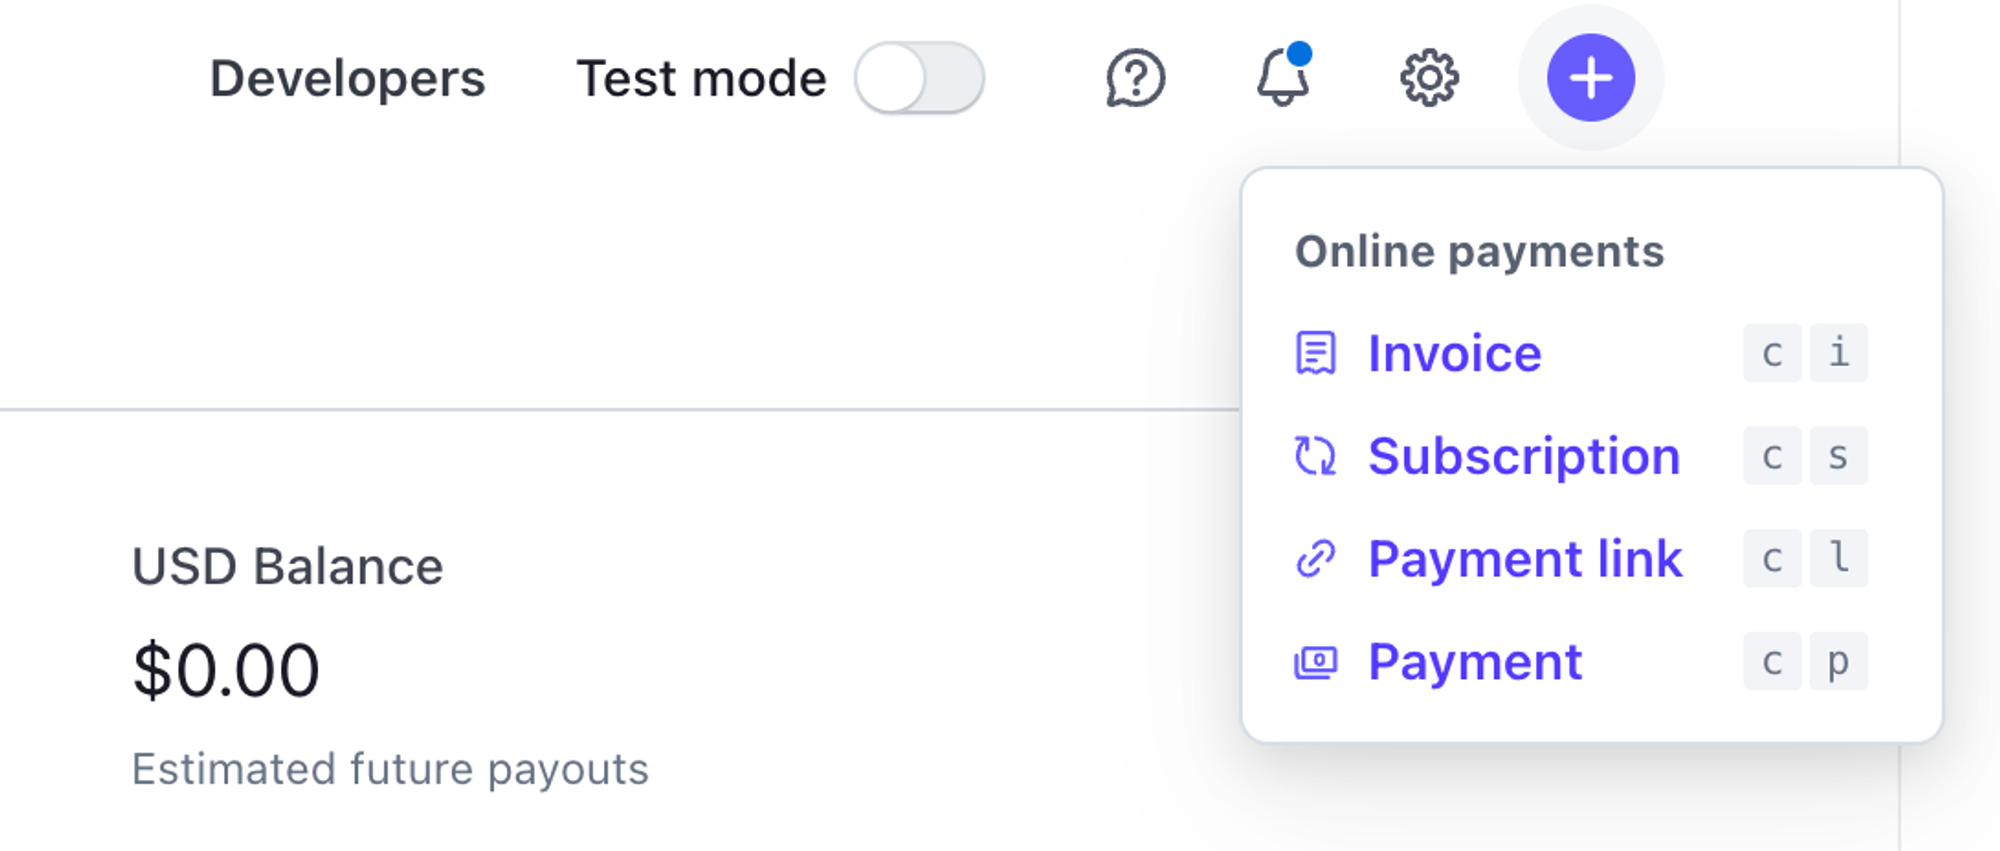 Developers
Test mode
Online payments
Invoice c i
Subscription c s
Payment link c l
Payment c p
USD Balance
$0.00
Estimated future payouts